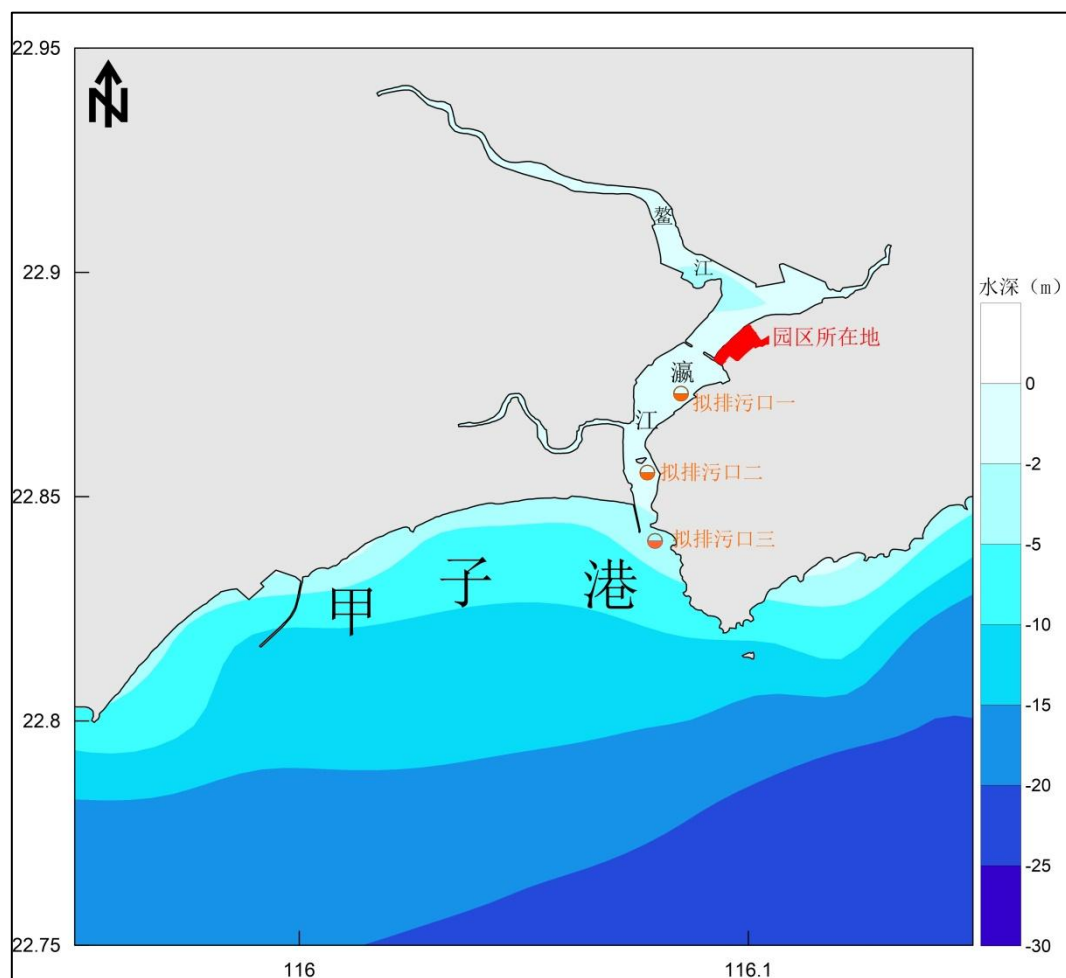 22.95
N
鳌
江
22.9
水深（m）
园区所在地
0
瀛
拟排污口一
江
-2
拟排污口二
22.85
-5
拟排污口三
甲子港
-10
-15
22.8
-20
-25
22.75
-30
116
116.1